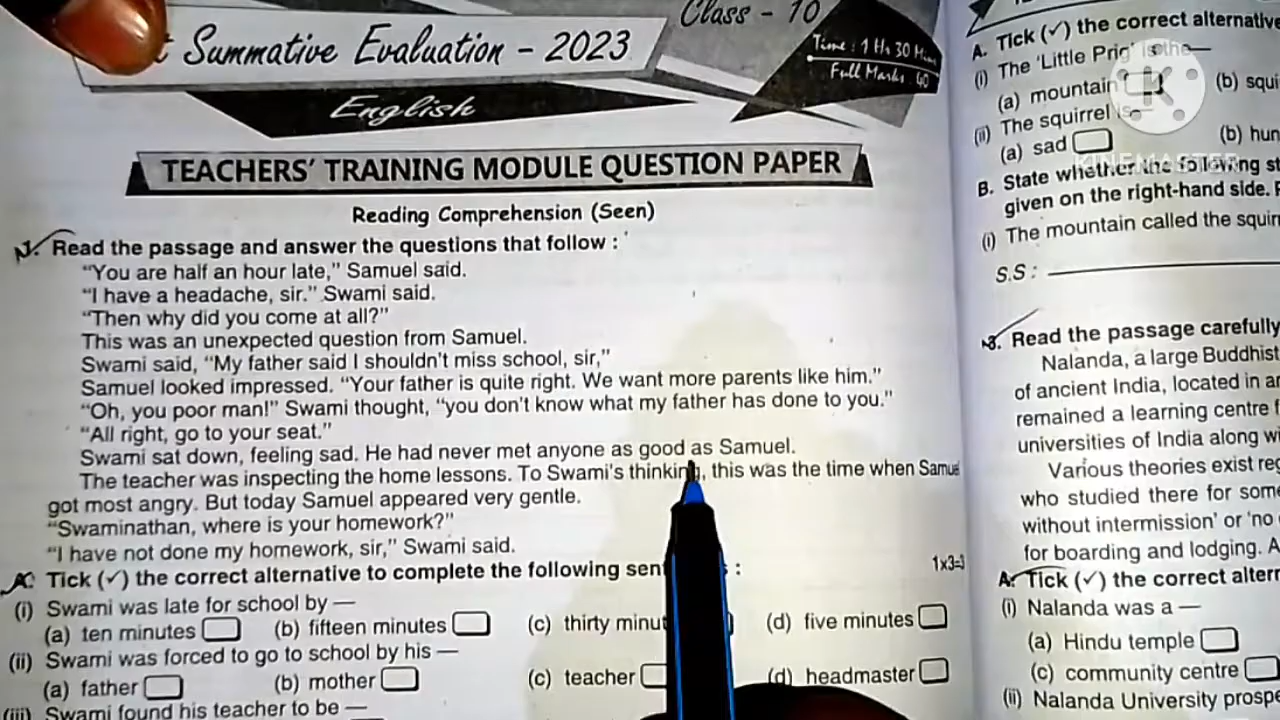 Class - 10
Summative Evaluation - 2023
Time : 1 Hr 30 Min
Full Marks 40
English
TEACHERS' TRAINING MODULE QUESTION PAPER
Reading Comprehension (Seen)
1. Read the passage and answer the questions that follow :
"You are half an hour late," Samuel said.
"I have a headache, sir." Swami said.
"Then why did you come at all?"
This was an unexpected question from Samuel.
Swami said, "My father said I shouldn't miss school, sir,"
Samuel looked impressed. "Your father is quite right. We want more parents like him."
"Oh, you poor man!" Swami thought, "you don't know what my father has done to you."
"All right, go to your seat."
Swami sat down, feeling sad. He had never met anyone as good as Samuel.
The teacher was inspecting the home lessons. To Swami's thinking, this was the time when Samuel
got most angry. But today Samuel appeared very gentle.
"Swaminathan, where is your homework?"
"I have not done my homework, sir," Swami said.
A. Tick (✓) the correct alternative to complete the following :
1x3=3
(i) Swami was late for school by —
(a) ten minutes (b) fifteen minutes (c) thirty (d) five minutes
(ii) Swami was forced to go to school by his —
(a) father (b) mother (c) teacher (d) headmaster
(iii) Swami found his teacher to be —
A. Tick (✓) the correct alternative
(i) The 'Little Prig' is the—
(a) mountain (b)
(ii) The squirrel is—
(a) sad (b)
B. State whether the following
given on the right-hand side.
(i) The mountain called the
S.S :
3. Read the passage carefully
Nalanda, a large Buddhist
of ancient India, located in
remained a learning centre
universities of India along
Various theories exist
who studied there for
without intermission' or 'no
for boarding and lodging.
A. Tick (✓) the correct
(i) Nalanda was a —
(a) Hindu temple
(c) community centre
(ii) Nalanda University
K
KINEMASTER